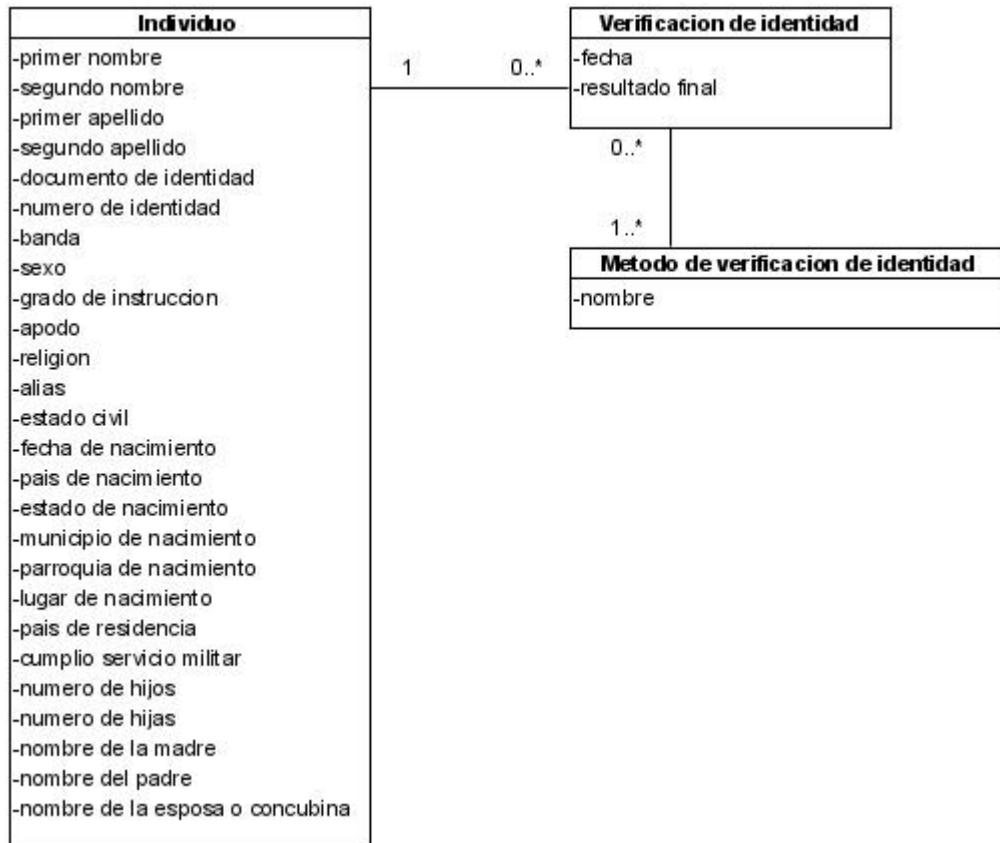 Individuo
-primer nombre
-segundo nombre
-primer apellido
-segundo apellido
-documento de identidad
-numero de identidad
-banda
-sexo
-grado de instruccion
-apodo
-religion
-alias
-estado civil
-fecha de nacimiento
-pais de nacimiento
-estado de nacimiento
-municipio de nacimiento
-parroquia de nacimiento
-lugar de nacimiento
-pais de residencia
-cumplio servicio militar
-numero de hijos
-numero de hijas
-nombre de la madre
-nombre del padre
-nombre de la esposa o concubina
1 0..*
Verificacion de identidad
-fecha
-resultado final
0..*
1..*
Metodo de verificacion de identidad
-nombre